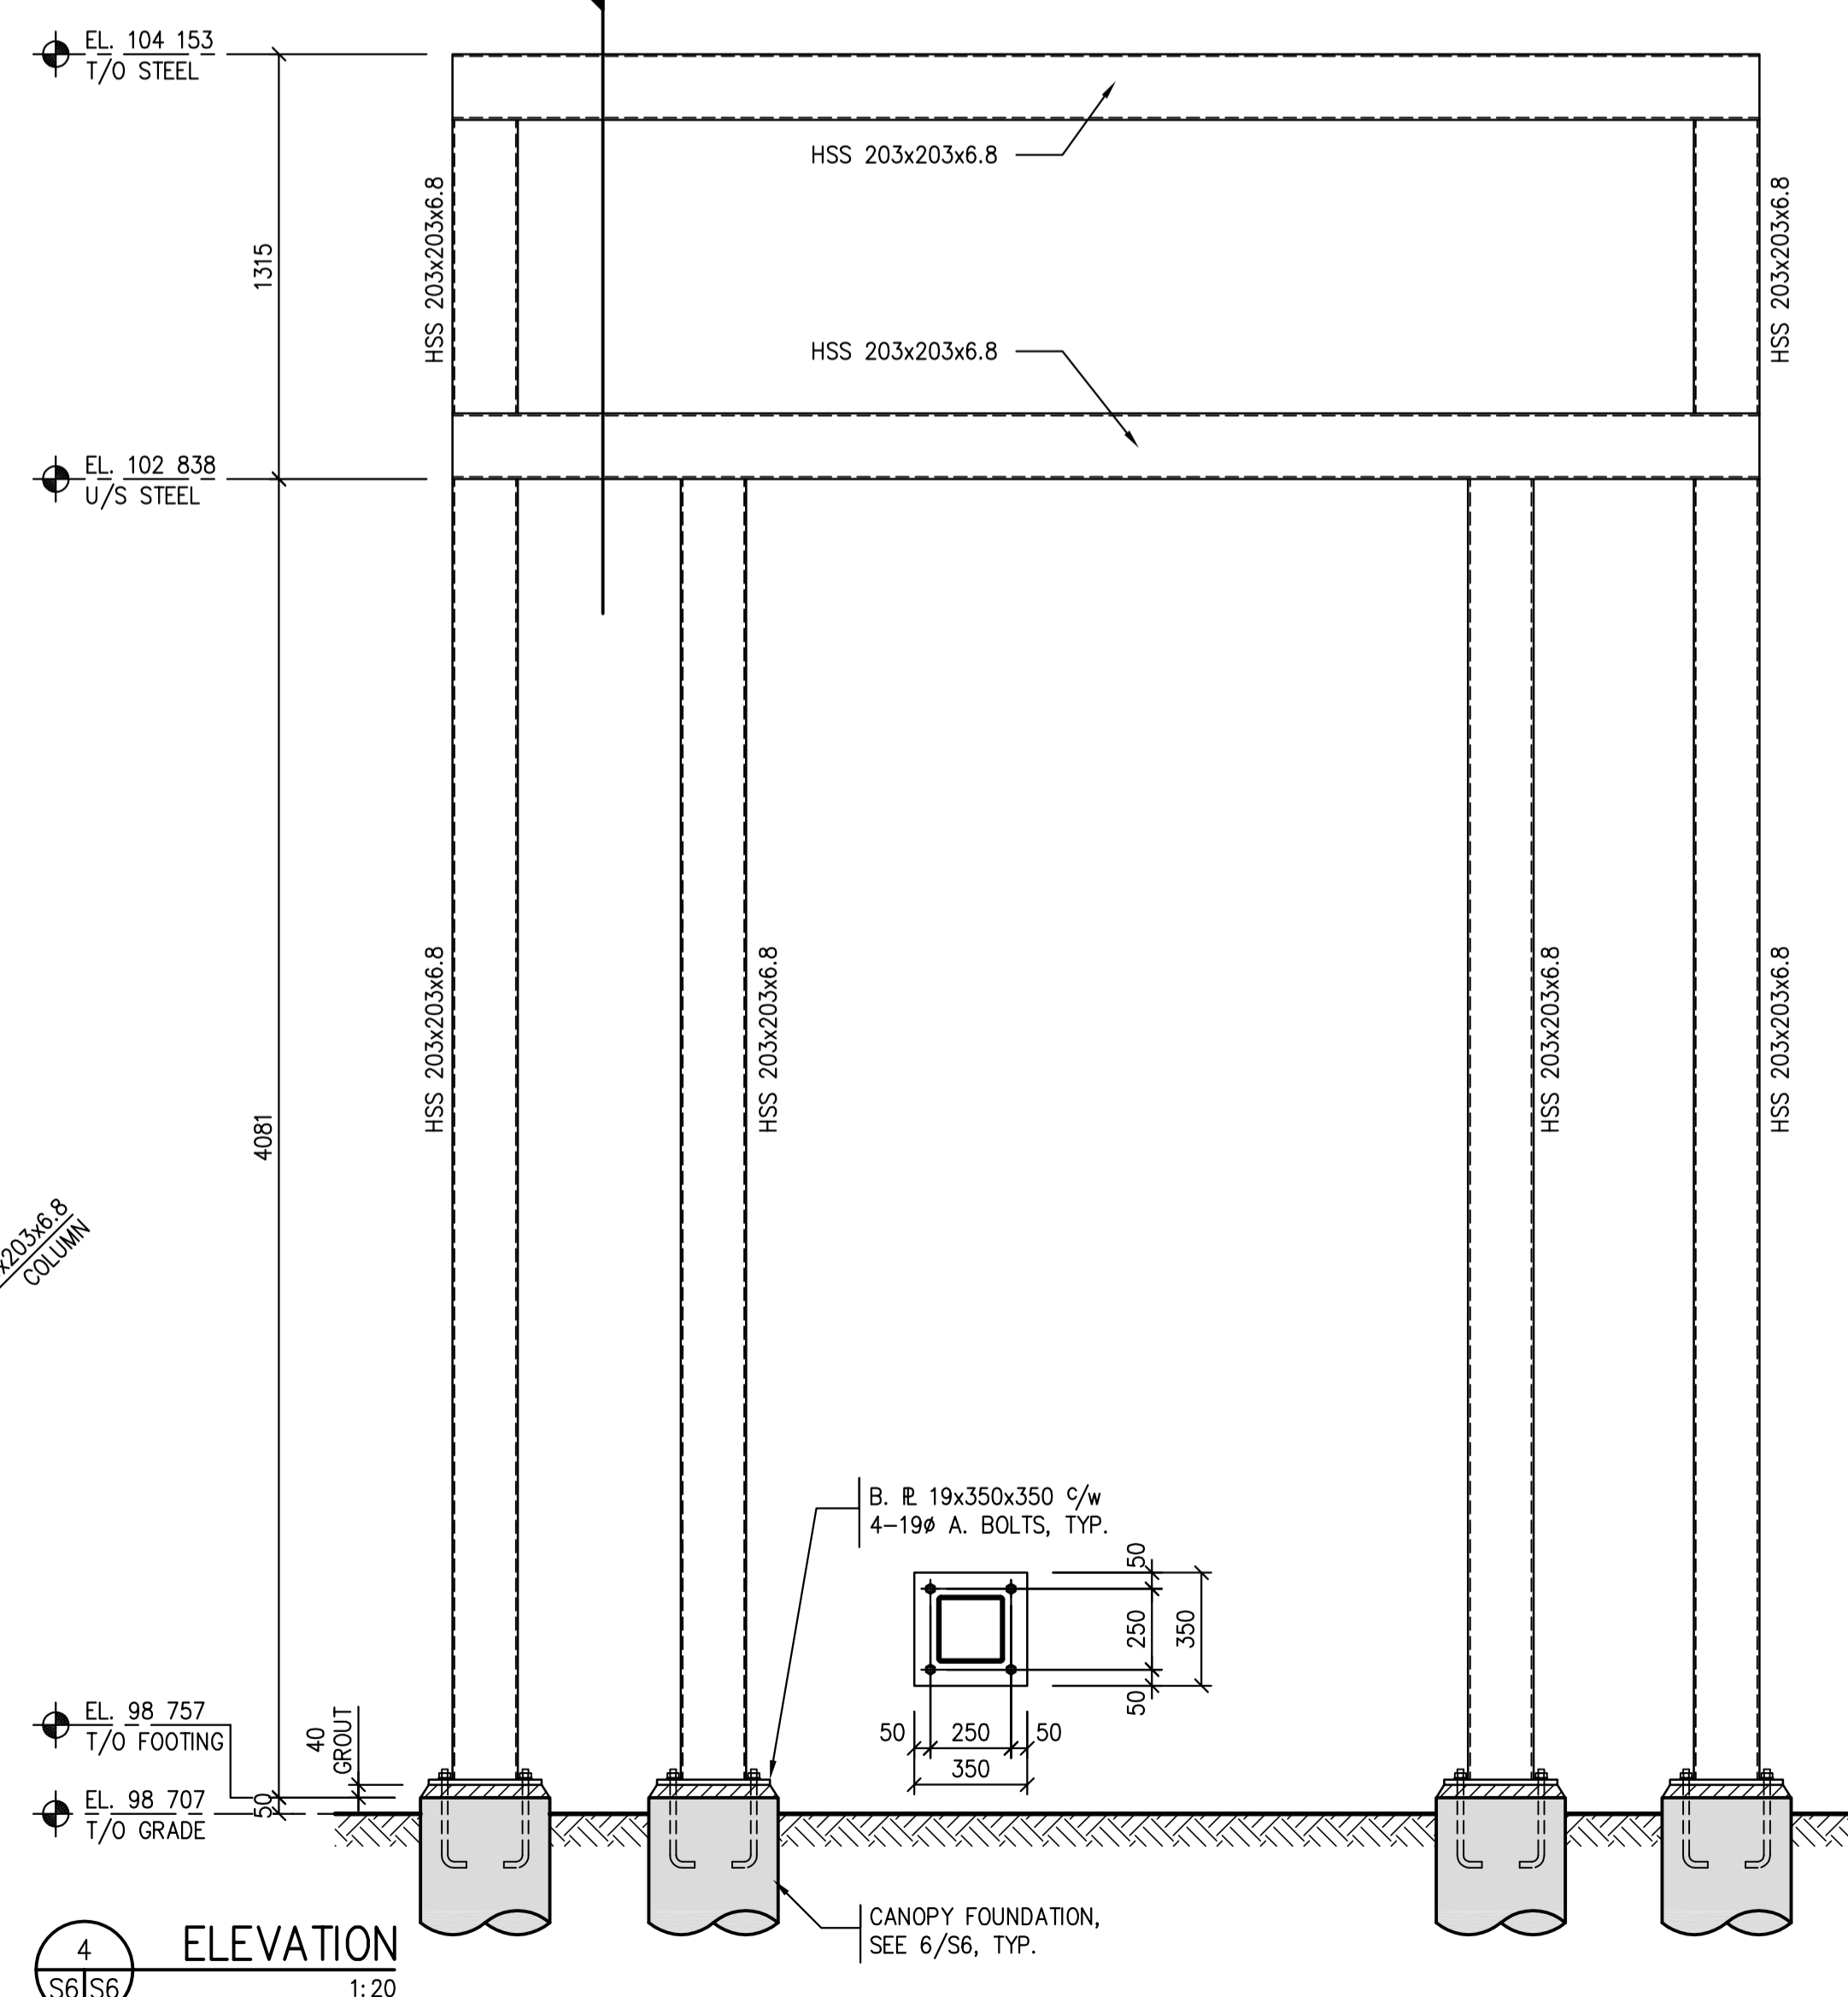 EL. 104 153
T/O STEEL
HSS 203x203x6.8
HSS 203x203x6.8
HSS 203x203x6.8
1315
HSS 203x203x6.8
EL. 102 838
U/S STEEL
HSS 203x203x6.8
HSS 203x203x6.8
HSS 203x203x6.8
HSS 203x203x6.8
4081
x203x6.8
COLUMN
B. PL 19x350x350 c/w
4-19ø A. BOLTS, TYP.
50
250
350
50
50
250
50
350
EL. 98 757
T/O FOOTING
40
GROUT
EL. 98 707
T/O GRADE
50
CANOPY FOUNDATION,
SEE 6/S6, TYP.
4
S6 S6
ELEVATION
1:20